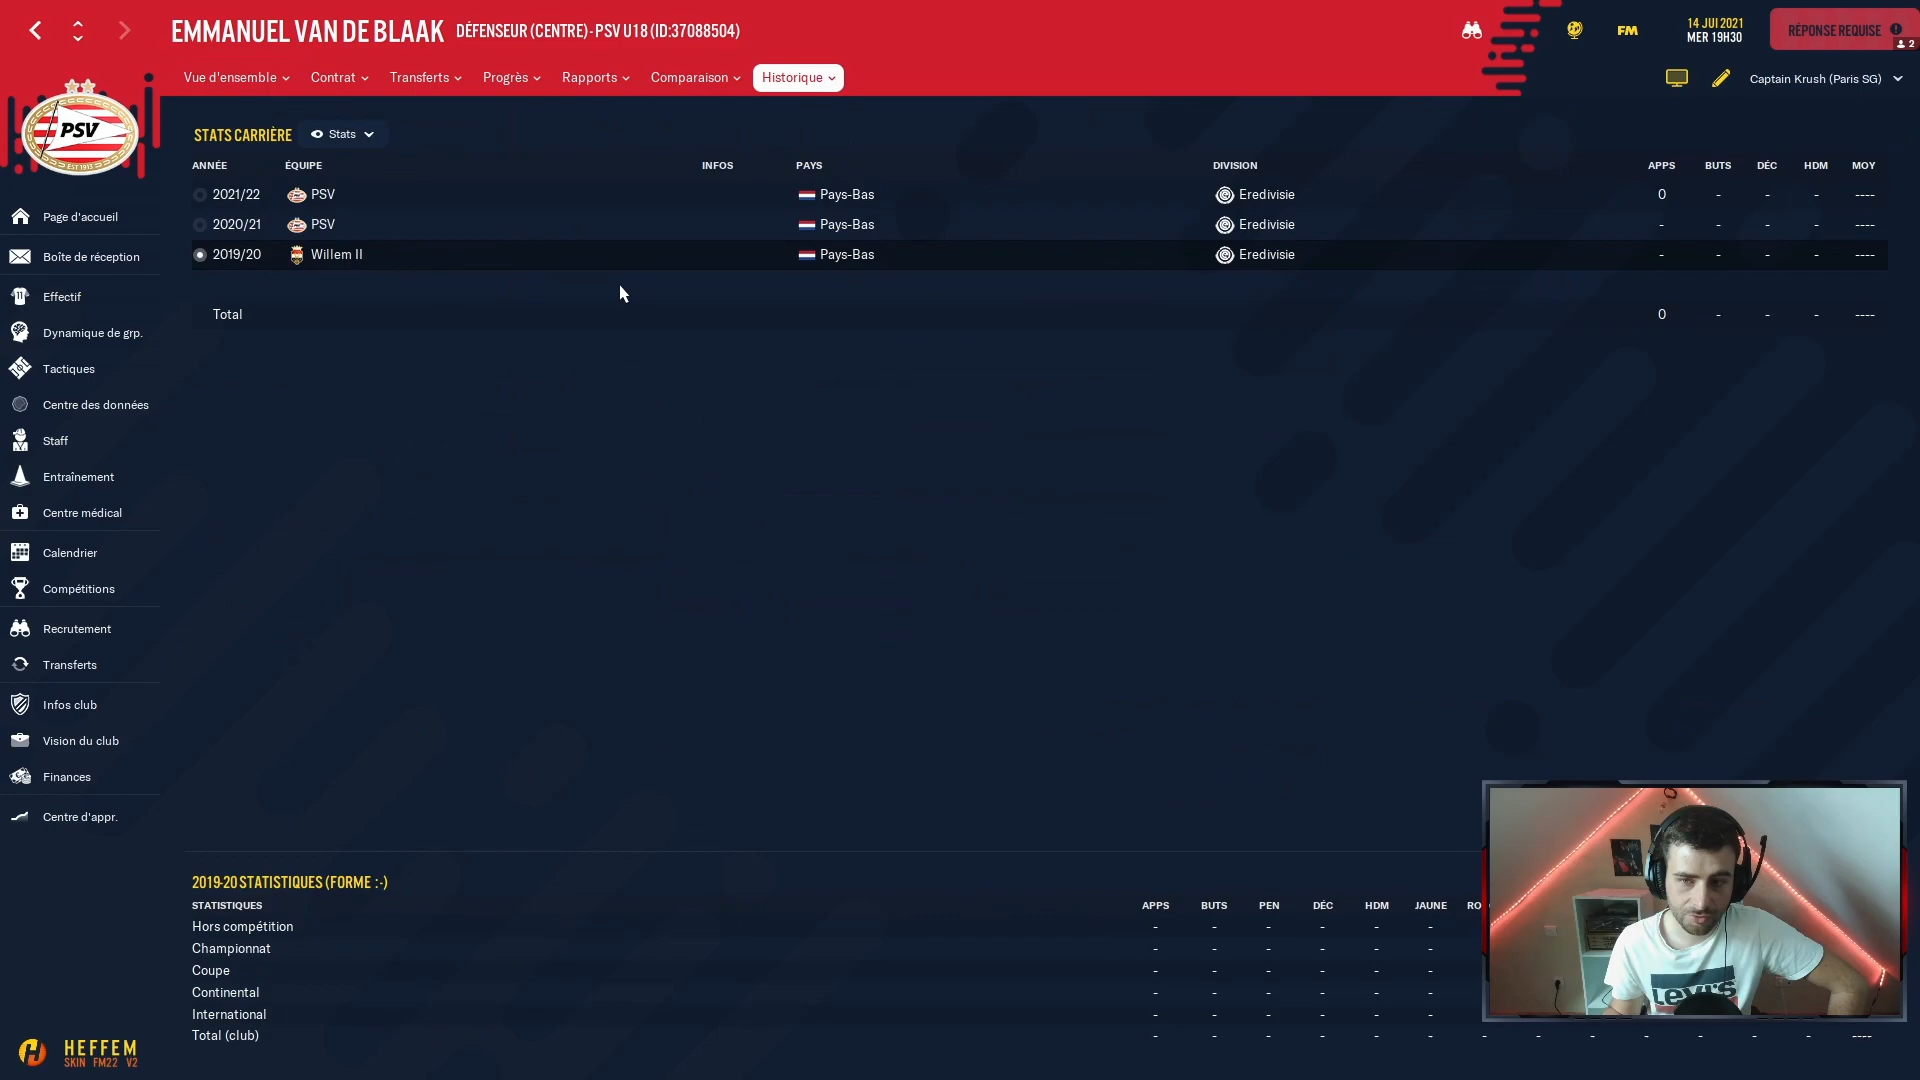 EMMANUEL VAN DE BLAAK DÉFENSEUR (CENTRE) - PSV U18 (ID:37088504)
FM
14 JUI 2021
MER 19H30
RÉPONSE REQUISE
2
Vue d'ensemble Contrat Transferts Progrès Rapports Comparaison Historique
Captain Krush (Paris SG)
PSV
EST 1913
STATS CARRIÈRE Stats
ANNÉE ÉQUIPE INFOS PAYS DIVISION APPS BUTS DÉC HDM MOY
2021/22 PSV Pays-Bas Eredivisie 0 - - - ----
2020/21 PSV Pays-Bas Eredivisie - - - - ----
2019/20 Willem II Pays-Bas Eredivisie - - - - ----
Total 0 - - - ----
Page d'accueil
Boîte de réception
Effectif
Dynamique de grp.
Tactiques
Centre des données
Staff
Entraînement
Centre médical
Calendrier
Compétitions
Recrutement
Transferts
Infos club
Vision du club
Finances
Centre d'appr.
HEFFEM
SKIN FM22 V2
2019-20 STATISTIQUES (FORME : -)
STATISTIQUES APPS BUTS PEN DÉC HDM JAUNE
Hors compétition - - - - - -
Championnat - - - - - -
Coupe - - - - - -
Continental - - - - - -
International - - - - - -
Total (club) - - - - - - - - - - - - - ----
LEVI'S